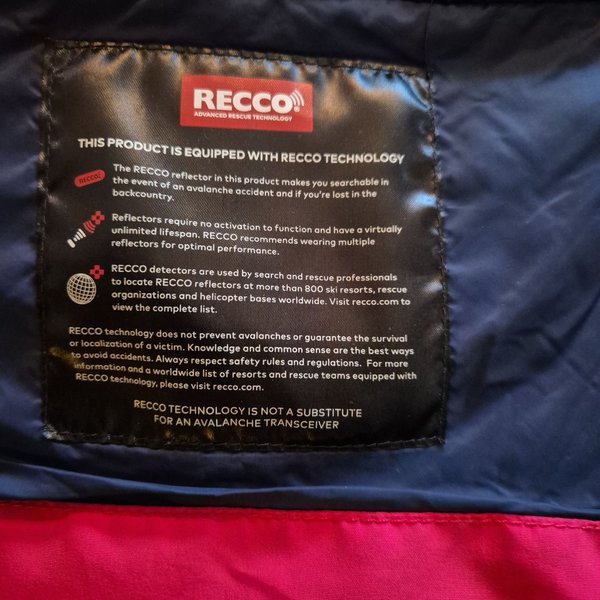 RECCO®
ADVANCED RESCUE TECHNOLOGY
THIS PRODUCT IS EQUIPPED WITH RECCO TECHNOLOGY
RECCO
The RECCO reflector in this product makes you searchable in
the event of an avalanche accident and if you're lost in the
backcountry.
Reflectors require no activation to function and have a virtually
unlimited lifespan. RECCO recommends wearing multiple
reflectors for optimal performance.
RECCO detectors are used by search and rescue professionals
to locate RECCO reflectors at more than 800 ski resorts, rescue
organizations and helicopter bases worldwide. Visit recco.com to
view the complete list.
RECCO technology does not prevent avalanches or guarantee the survival
or localization of a victim. Knowledge and common sense are the best ways
to avoid accidents. Always respect safety rules and regulations. For more
information and a worldwide list of resorts and rescue teams equipped with
RECCO technology, please visit recco.com.
RECCO TECHNOLOGY IS NOT A SUBSTITUTE
FOR AN AVALANCHE TRANSCEIVER